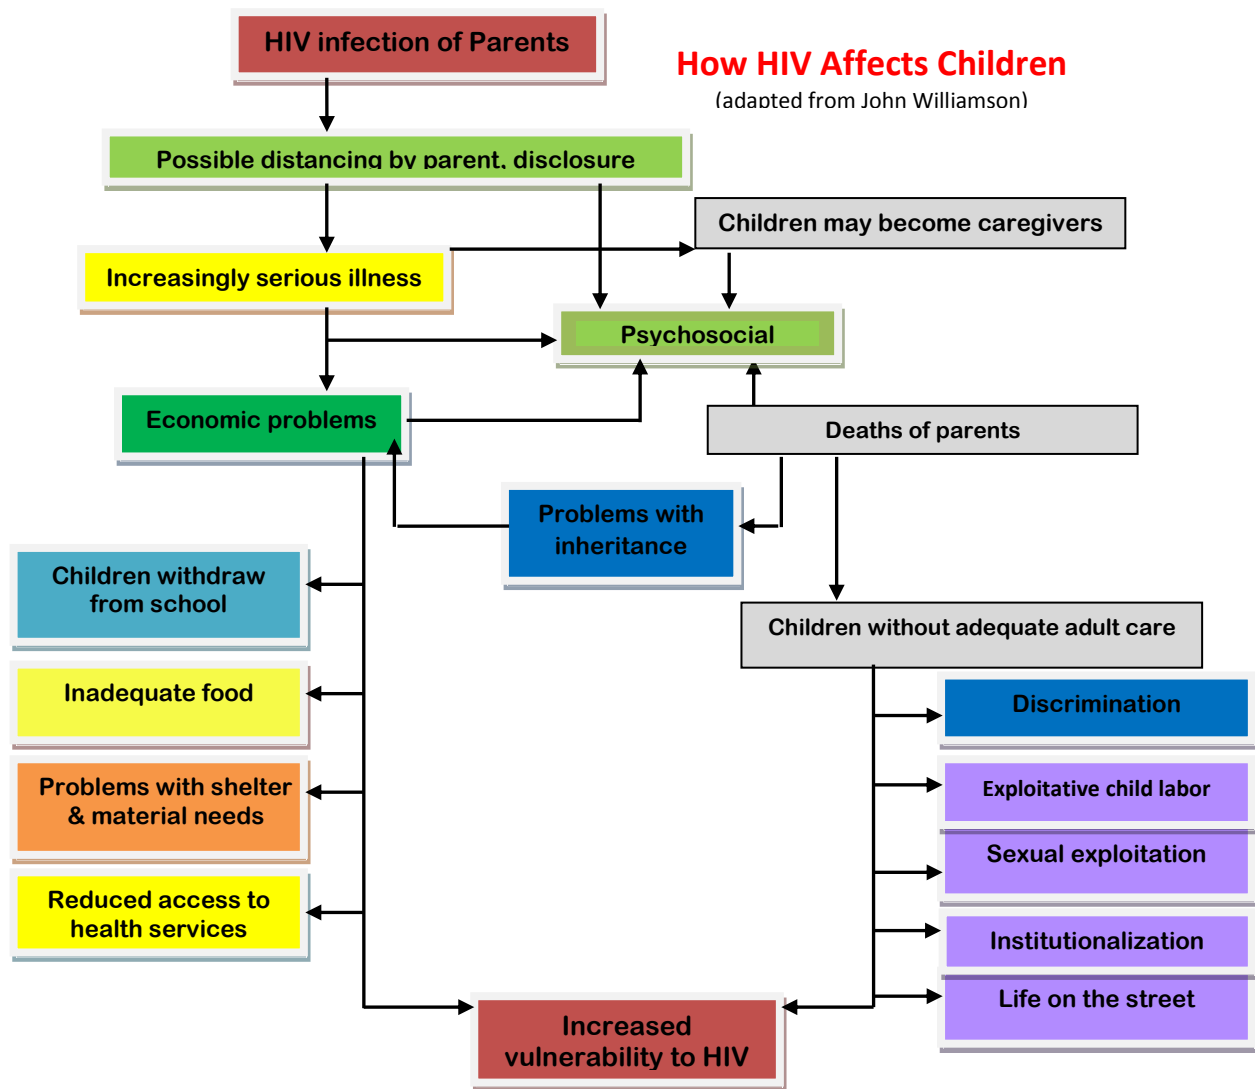 HIV infection of Parents
How HIV Affects Children
(adapted from John Williamson)
Possible distancing by parent, disclosure
Children may become caregivers
Increasingly serious illness
Psychosocial
Economic problems
Deaths of parents
Problems with
inheritance
Children withdraw
from school
Children without adequate adult care
Inadequate food
Discrimination
Problems with shelter
& material needs
Exploitative child labor
Sexual exploitation
Reduced access to
health services
Institutionalization
Life on the street
Increased
vulnerability to HIV